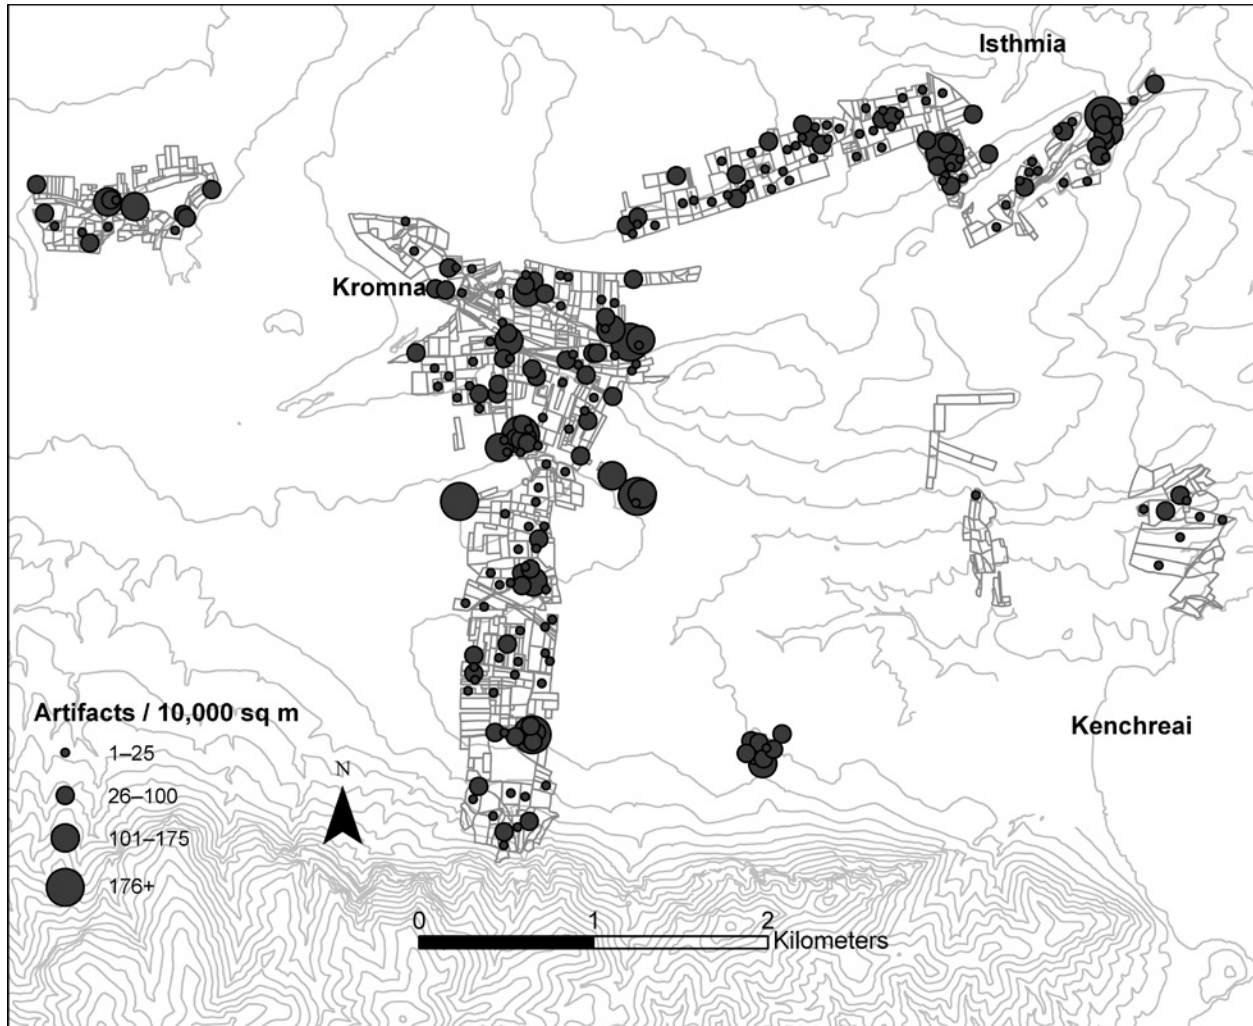 Isthmia
Kromna
Artifacts / 10,000 sq m
1–25
26–100
101–175
176+
N
Kenchreai
0 1 2
Kilometers